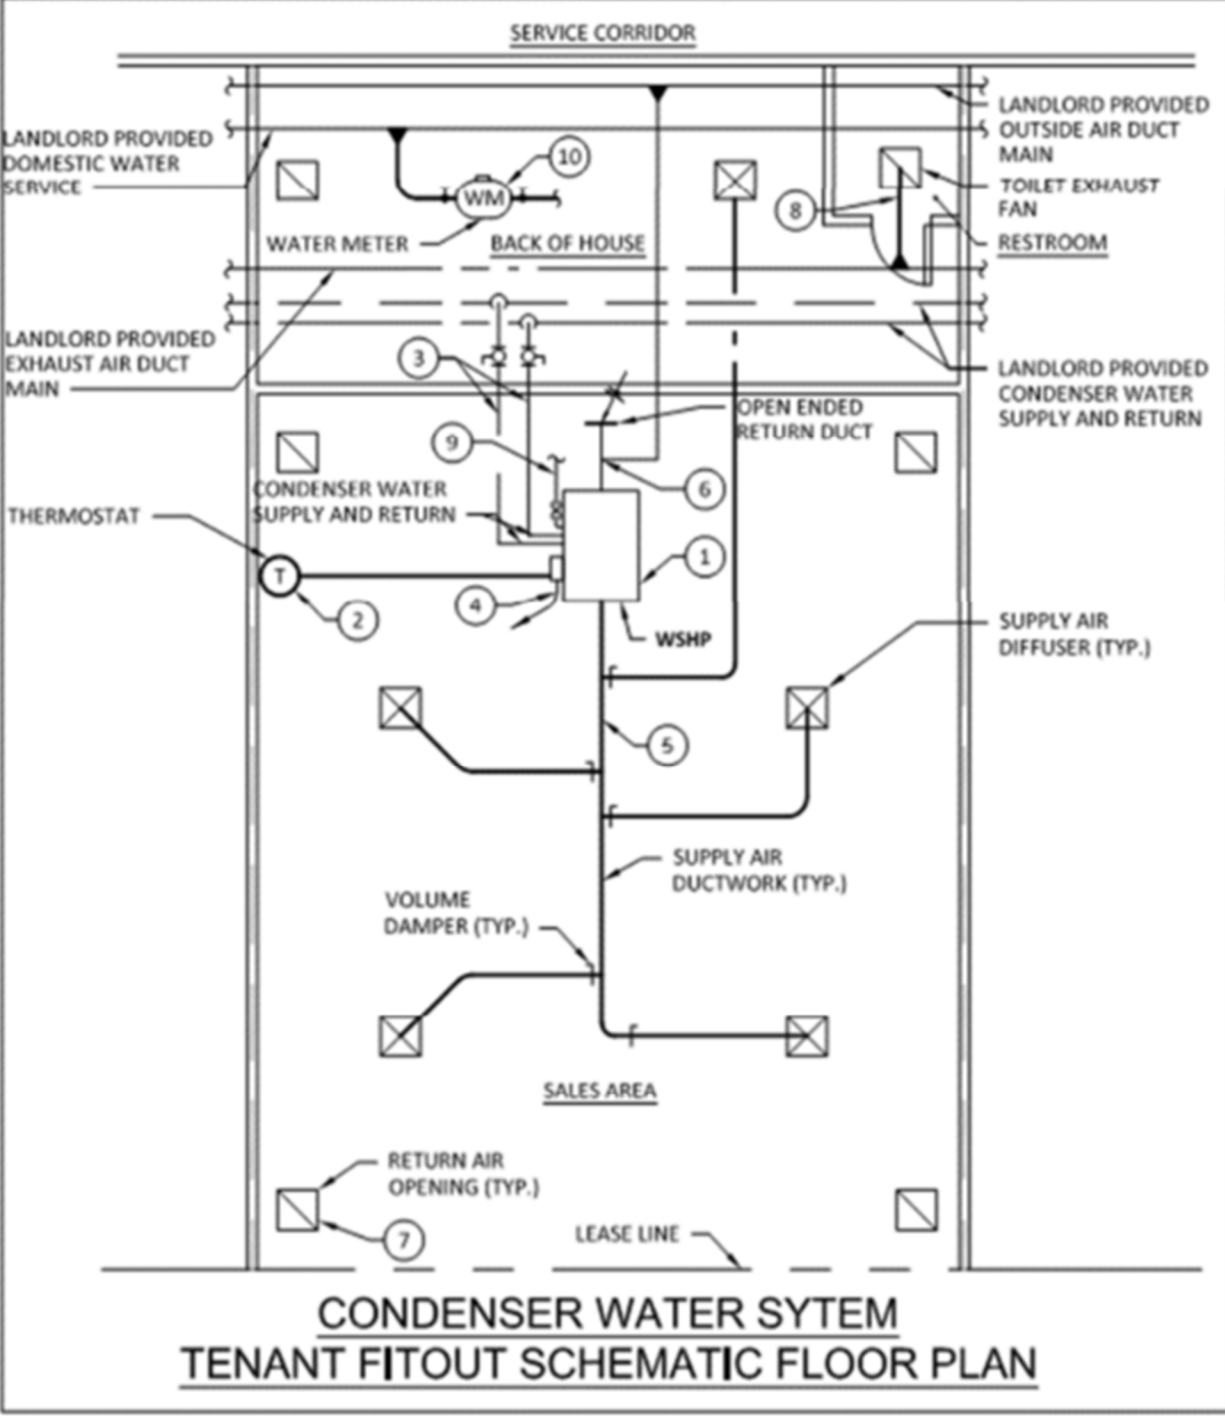 SERVICE CORRIDOR
LANDLORD PROVIDED
OUTSIDE AIR DUCT
MAIN
LANDLORD PROVIDED
DOMESTIC WATER
SERVICE
10
WM
8
TOILET EXHAUST
FAN
WATER METER
BACK OF HOUSE
RESTROOM
LANDLORD PROVIDED
EXHAUST AIR DUCT
MAIN
3
LANDLORD PROVIDED
CONDENSER WATER
SUPPLY AND RETURN
OPEN ENDED
RETURN DUCT
9
CONDENSER WATER
SUPPLY AND RETURN
6
THERMOSTAT
1
T
2
4
WSHP
SUPPLY AIR
DIFFUSER (TYP.)
5
SUPPLY AIR
DUCTWORK (TYP.)
VOLUME
DAMPER (TYP.)
SALES AREA
RETURN AIR
OPENING (TYP.)
7
LEASE LINE
CONDENSER WATER SYTEM
TENANT FITOUT SCHEMATIC FLOOR PLAN